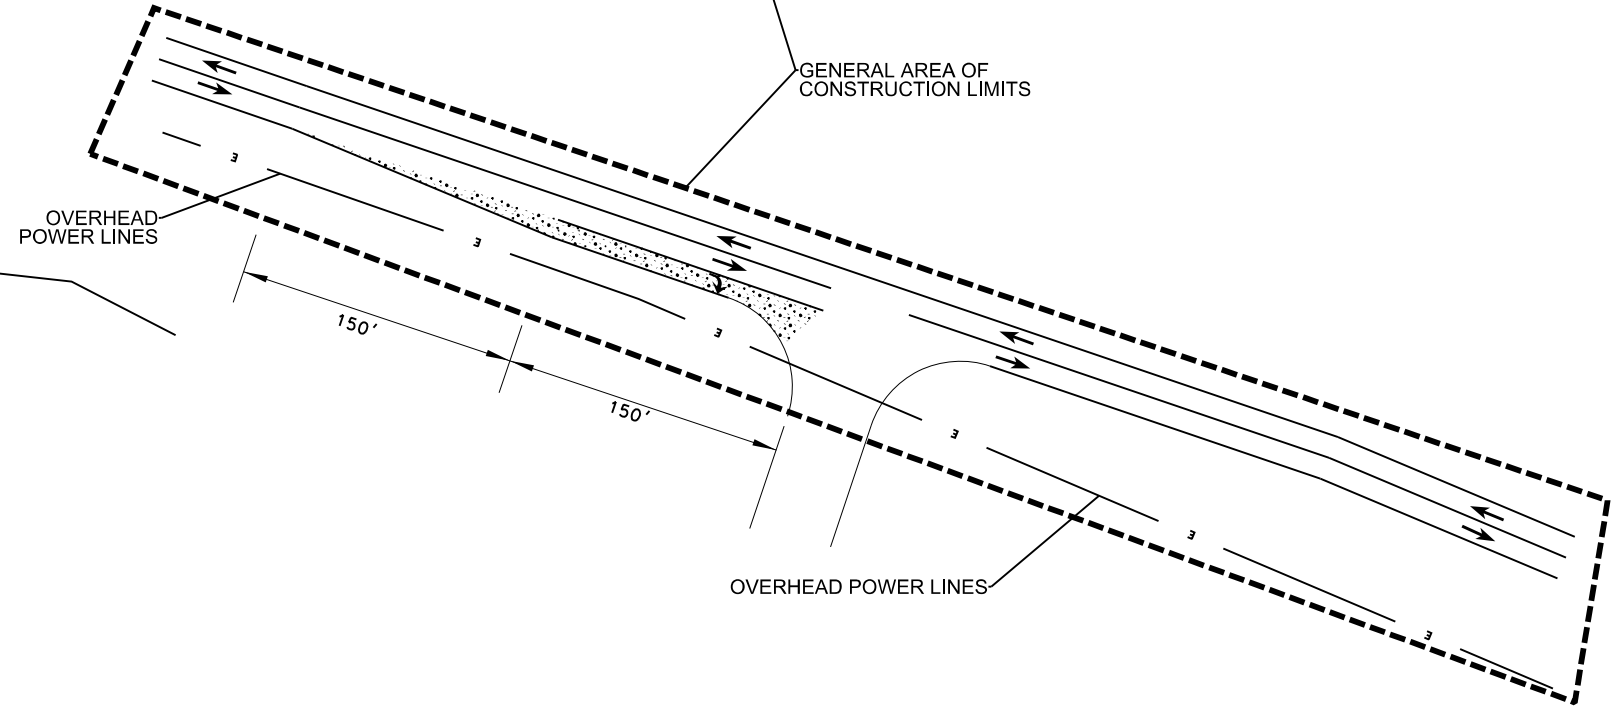 GENERAL AREA OF
CONSTRUCTION LIMITS
E
OVERHEAD
POWER LINES
E
150'
E
150'
E
E
OVERHEAD POWER LINES
E